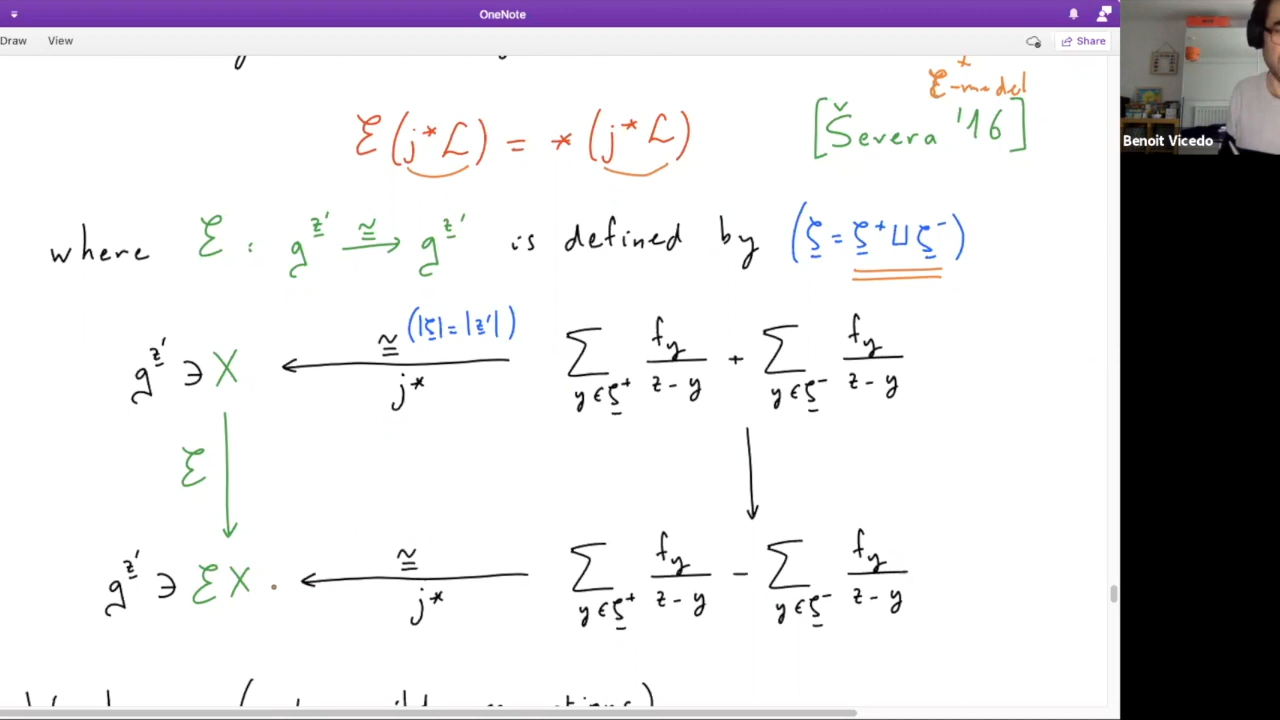 OneNote
Draw View Share
ℰ-model
ℰ(j*ℒ) = *(j*ℒ) [Ševera '16]
Benoit Vicedo
where ℰ : 𝔤^{z̲'} ≅→ 𝔤^{z̲'} is defined by (ζ̲ = ζ̲⁺ ⊔ ζ̲⁻)
(|ζ̲| = |z̲'|)
𝔤^{z̲'} ∋ X ←≅ j* ∑_{y∈ζ̲⁺} f_y/(z - y) + ∑_{y∈ζ̲⁻} f_y/(z - y)
ℰ
𝔤^{z̲'} ∋ ℰX ←≅ j* ∑_{y∈ζ̲⁺} f_y/(z - y) - ∑_{y∈ζ̲⁻} f_y/(z - y)